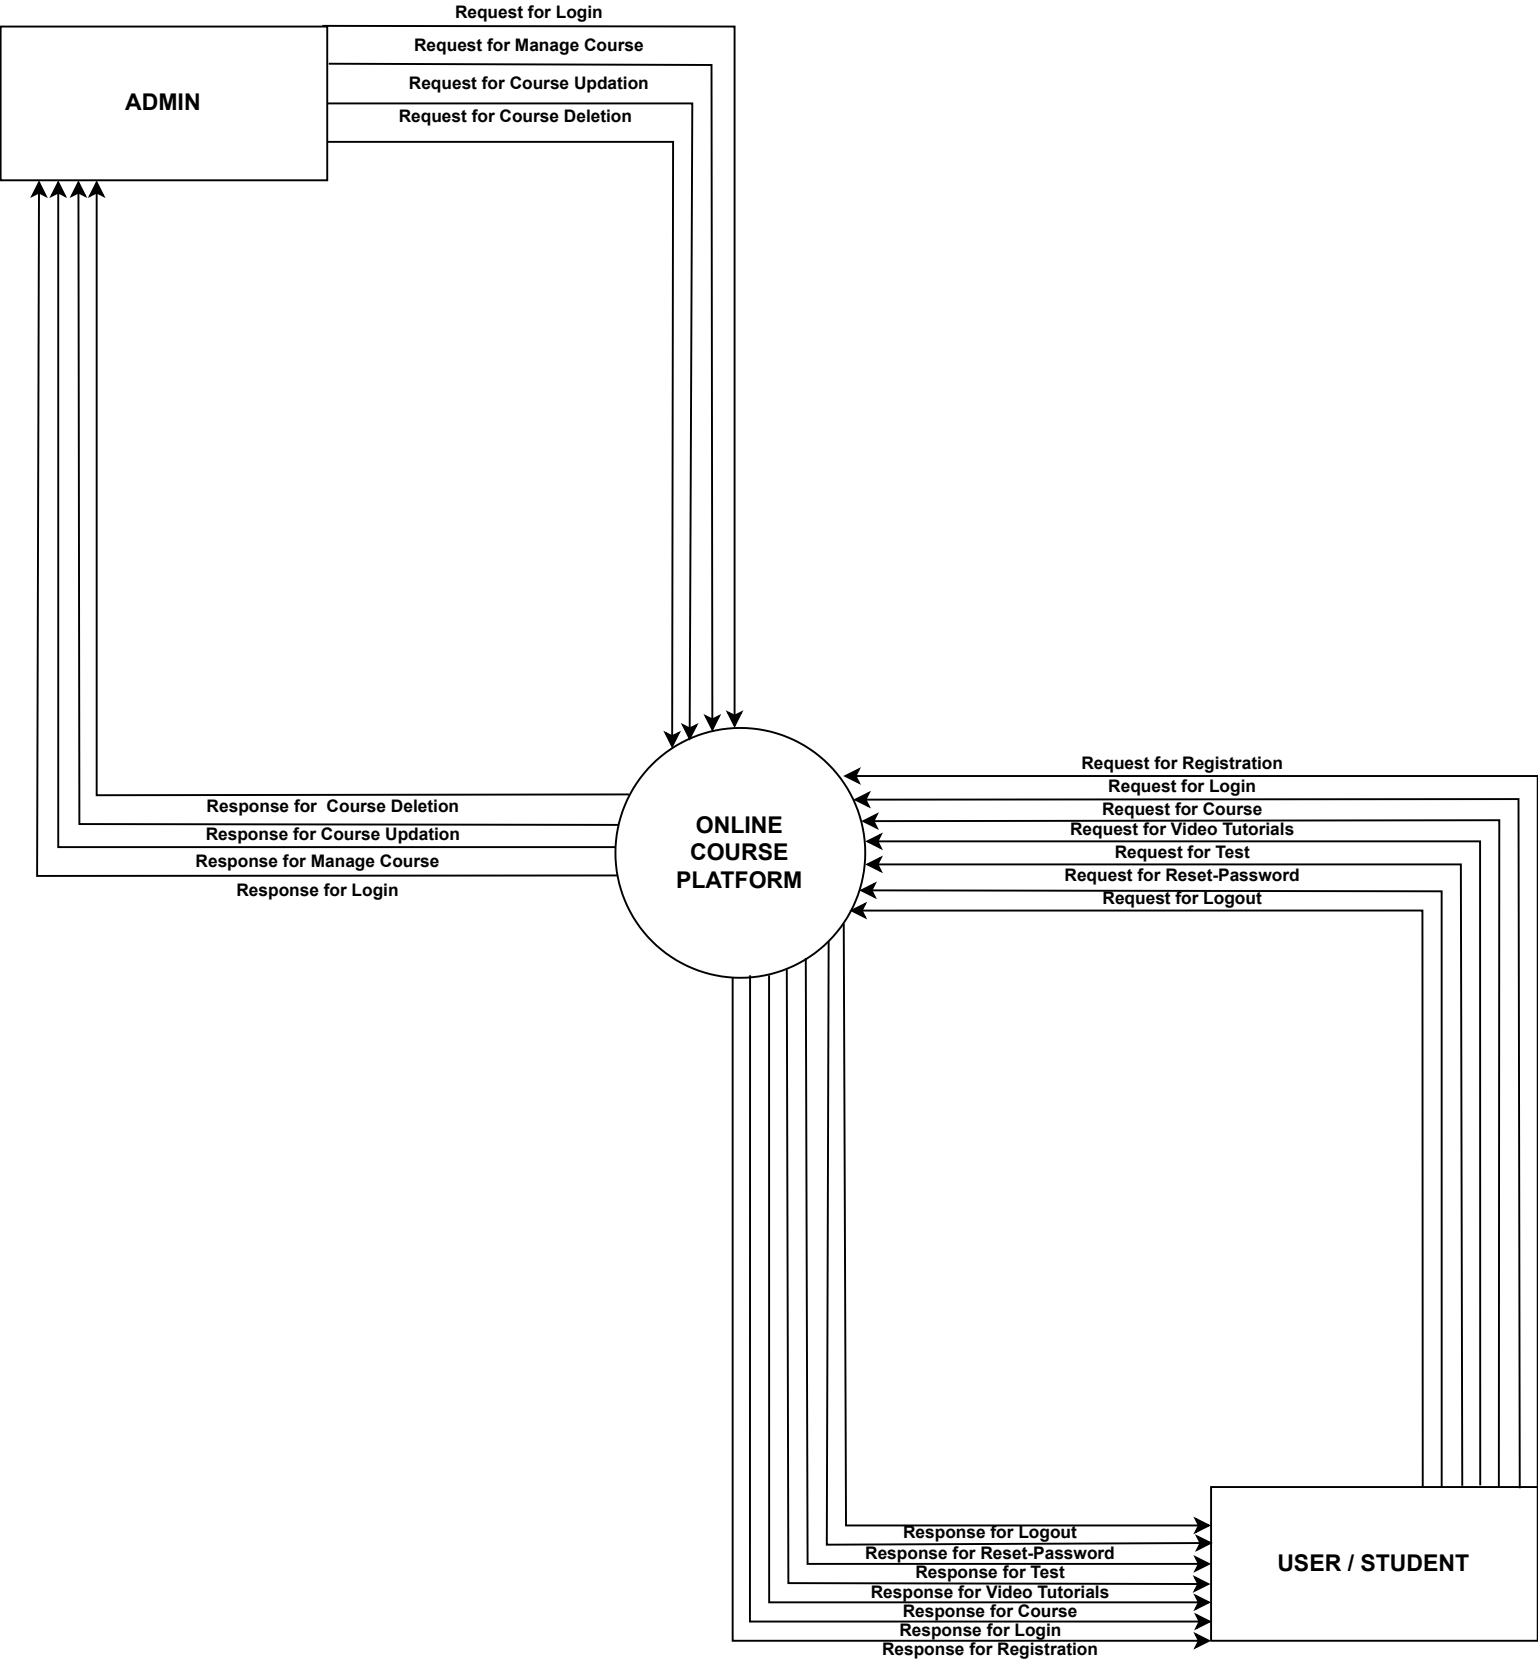 Request for Login
Request for Manage Course
Request for Course Updation
ADMIN
Request for Course Deletion
Request for Registration
Request for Login
Request for Course
Request for Video Tutorials
Request for Test
Request for Reset-Password
Request for Logout
Response for  Course Deletion
Response for Course Updation
Response for Manage Course
Response for Login
ONLINE
COURSE
PLATFORM
Response for Logout
Response for Reset-Password
Response for Test
Response for Video Tutorials
Response for Course
Response for Login
Response for Registration
USER / STUDENT